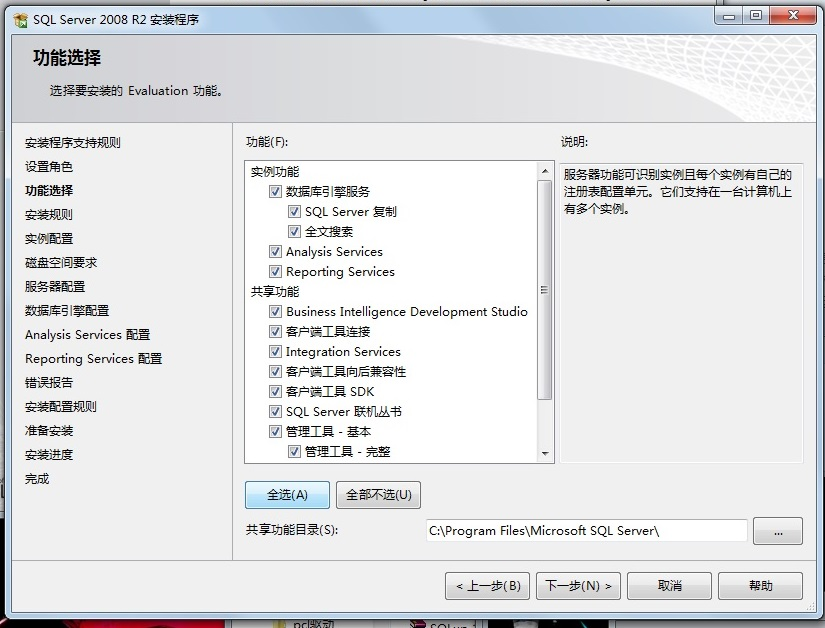 SQL Server 2008 R2 安装程序
功能选择
选择要安装的 Evaluation 功能。
安装程序支持规则
设置角色
功能选择
安装规则
实例配置
磁盘空间要求
服务器配置
数据库引擎配置
Analysis Services 配置
Reporting Services 配置
错误报告
安装配置规则
准备安装
安装进度
完成
功能(F):
实例功能
数据库引擎服务
SQL Server 复制
全文搜索
Analysis Services
Reporting Services
共享功能
Business Intelligence Development Studio
客户端工具连接
Integration Services
客户端工具向后兼容性
客户端工具 SDK
SQL Server 联机丛书
管理工具 - 基本
管理工具 - 完整
说明:
服务器功能可识别实例且每个实例有自己的
注册表配置单元。它们支持在一台计算机上
有多个实例。
全选(A)
全部不选(U)
共享功能目录(S):
C:\Program Files\Microsoft SQL Server\
...
< 上一步(B)
下一步(N) >
取消
帮助